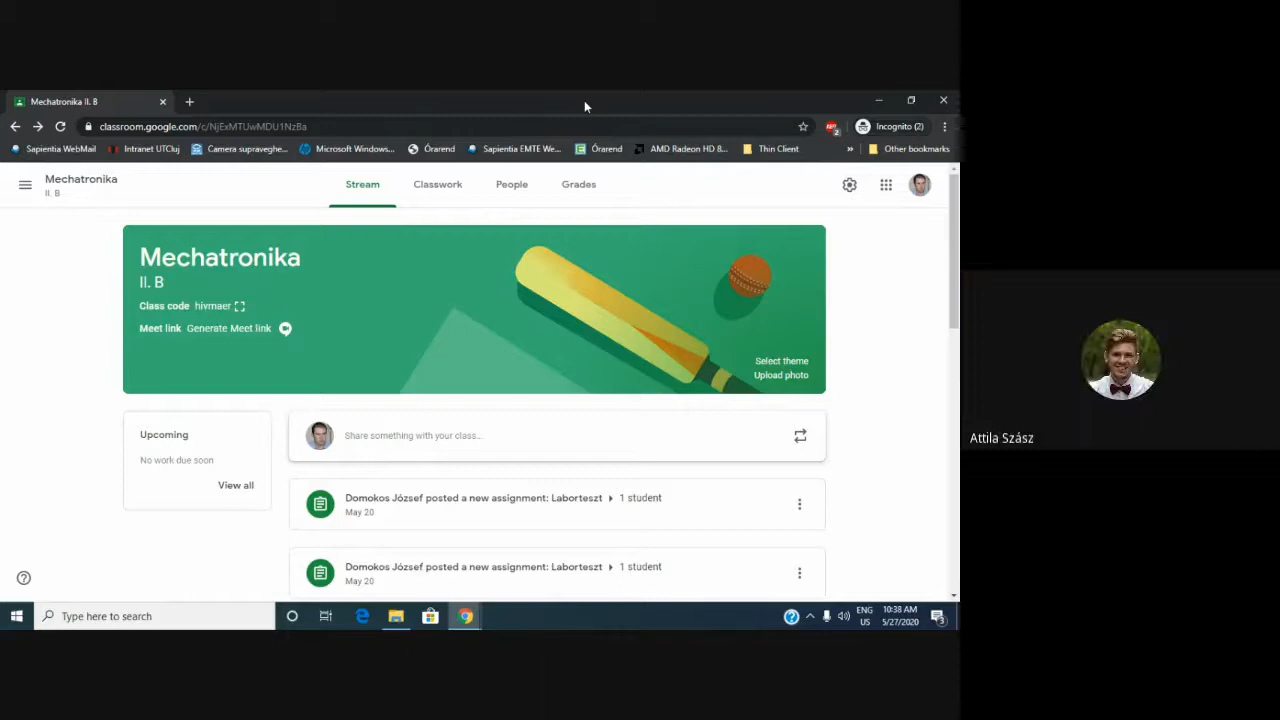 Mechatronika II. B
classroom.google.com/c/NjExMTUwMDU1NzBa
Incognito (2)
Sapientia WebMail Intranet UTCluj Camera supraveghe... Microsoft Windows... Órarend Sapientia EMTE We... Órarend AMD Radeon HD 8... Thin Client » Other bookmarks
Mechatronika
II. B
Stream Classwork People Grades
Mechatronika
II. B
Class code hivmaer
Meet link Generate Meet link
Select theme
Upload photo
Upcoming
No work due soon
View all
Share something with your class...
Domokos József posted a new assignment: Laborteszt 1 student
May 20
Domokos József posted a new assignment: Laborteszt 1 student
May 20
Attila Szász
Type here to search
ENG
US
10:38 AM
5/27/2020
3